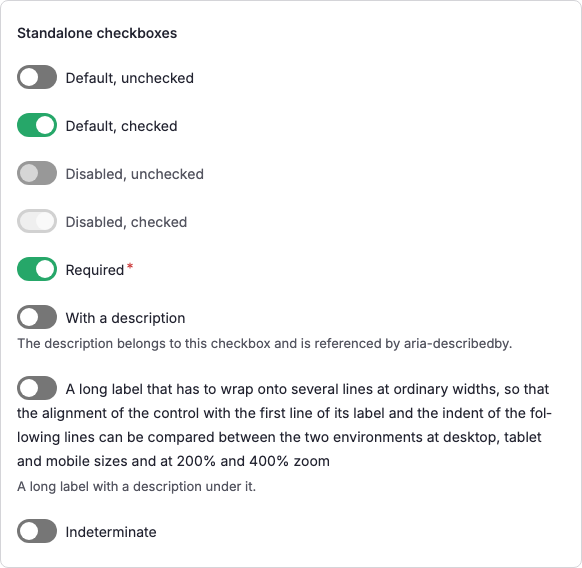 Standalone checkboxes
Default, unchecked
Default, checked
Disabled, unchecked
Disabled, checked
Required*
With a description
The description belongs to this checkbox and is referenced by aria-describedby.
A long label that has to wrap onto several lines at ordinary widths, so that
the alignment of the control with the first line of its label and the indent of the fol-
lowing lines can be compared between the two environments at desktop, tablet
and mobile sizes and at 200% and 400% zoom
A long label with a description under it.
Indeterminate